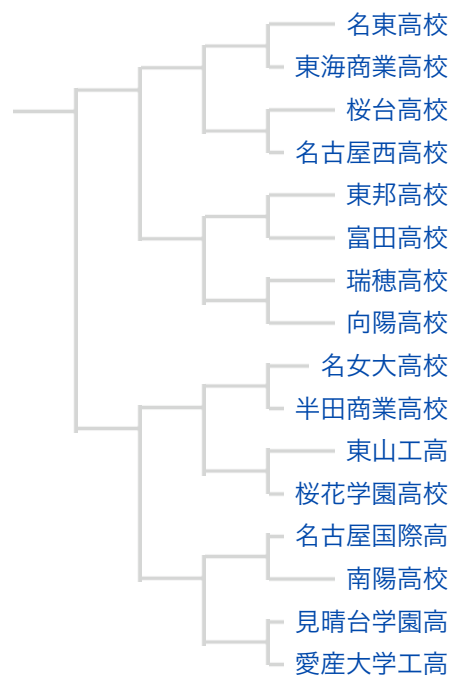 名東高校
東海商業高校
桜台高校
名古屋西高校
東邦高校
富田高校
瑞穂高校
向陽高校
名女大高校
半田商業高校
東山工高
桜花学園高校
名古屋国際高
南陽高校
見晴台学園高
愛産大学工高